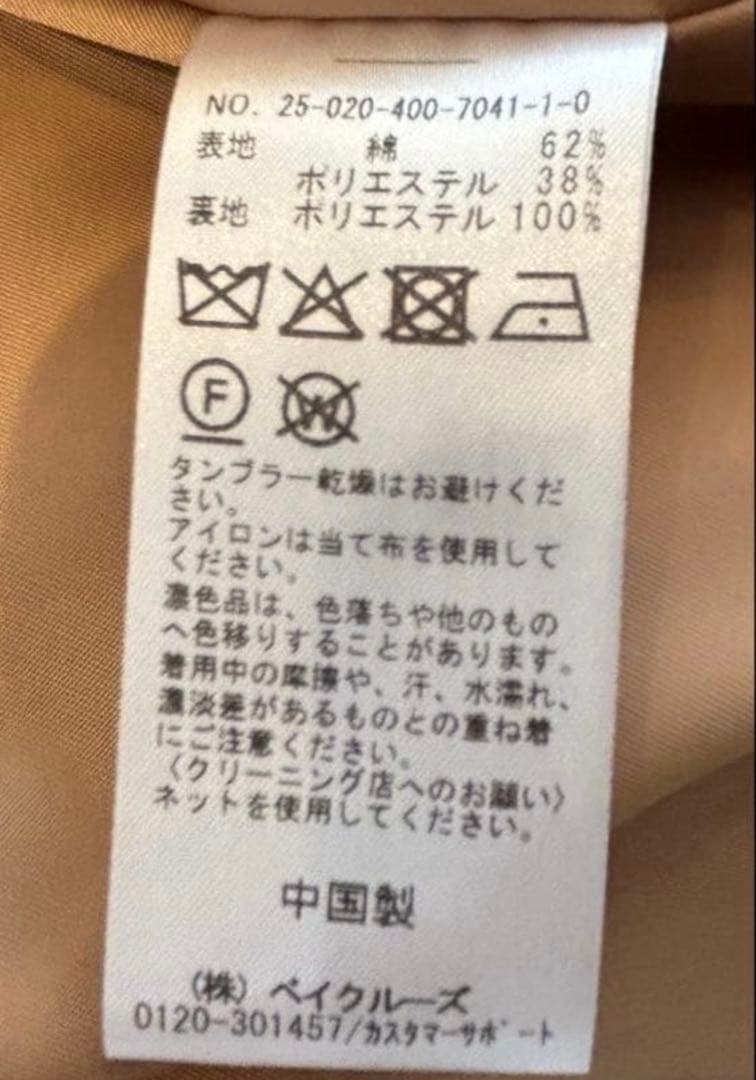 NO. 25-020-400-7041-1-0
表地 綿 62%
ポリエステル 38%
裏地 ポリエステル 100%
F W
タンブラー乾燥はお避けくだ
さい。
アイロンは当て布を使用して
ください。
濃色品は、色落ちや他のもの
へ色移りすることがあります。
着用中の摩擦や、汗、水濡れ、
濃淡差があるものとの重ね着
にご注意ください。
〈クリーニング店へのお願い〉
ネットを使用してください。
中国製
(株) ベイクルーズ
0120-301457/カスタマーサポート